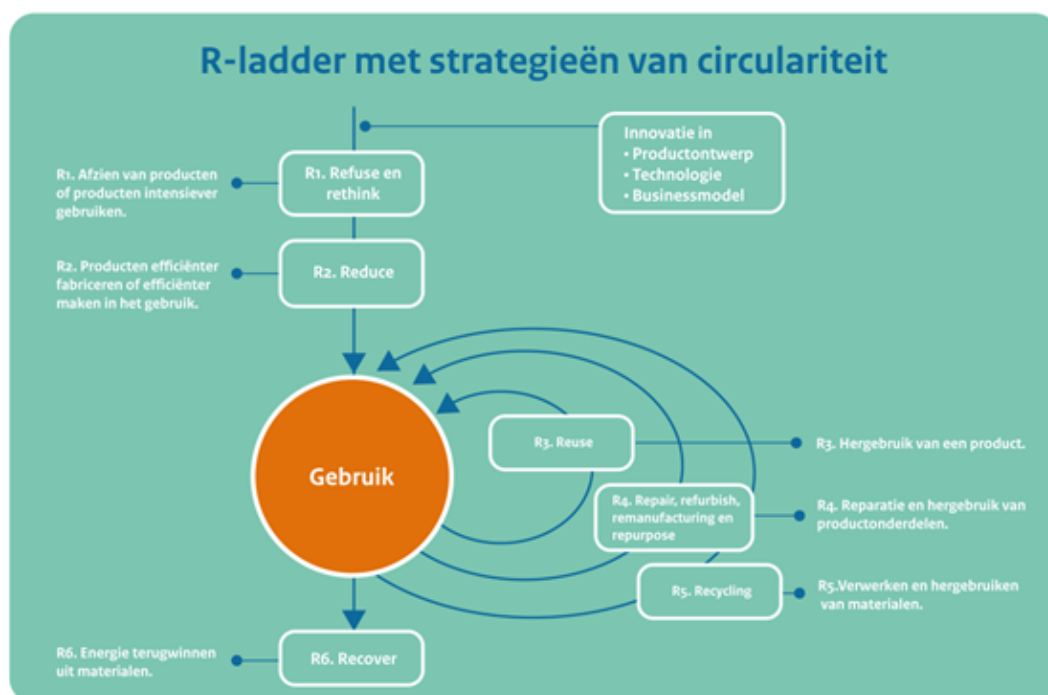 R-ladder met strategieën van circulariteit
Innovatie in
• Productontwerp
• Technologie
• Businessmodel
R1. Afzien van producten
of producten intensiever
gebruiken.
R1. Refuse en
rethink
R2. Producten efficiënter
fabriceren of efficiënter
maken in het gebruik.
R2. Reduce
Gebruik
R3. Reuse
R3. Hergebruik van een product.
R4. Repair, refurbish,
remanufacturing en
repurpose
R4. Reparatie en hergebruik van
productonderdelen.
R5. Recycling
R5.Verwerken en hergebruiken
van materialen.
R6. Energie terugwinnen
uit materialen.
R6. Recover